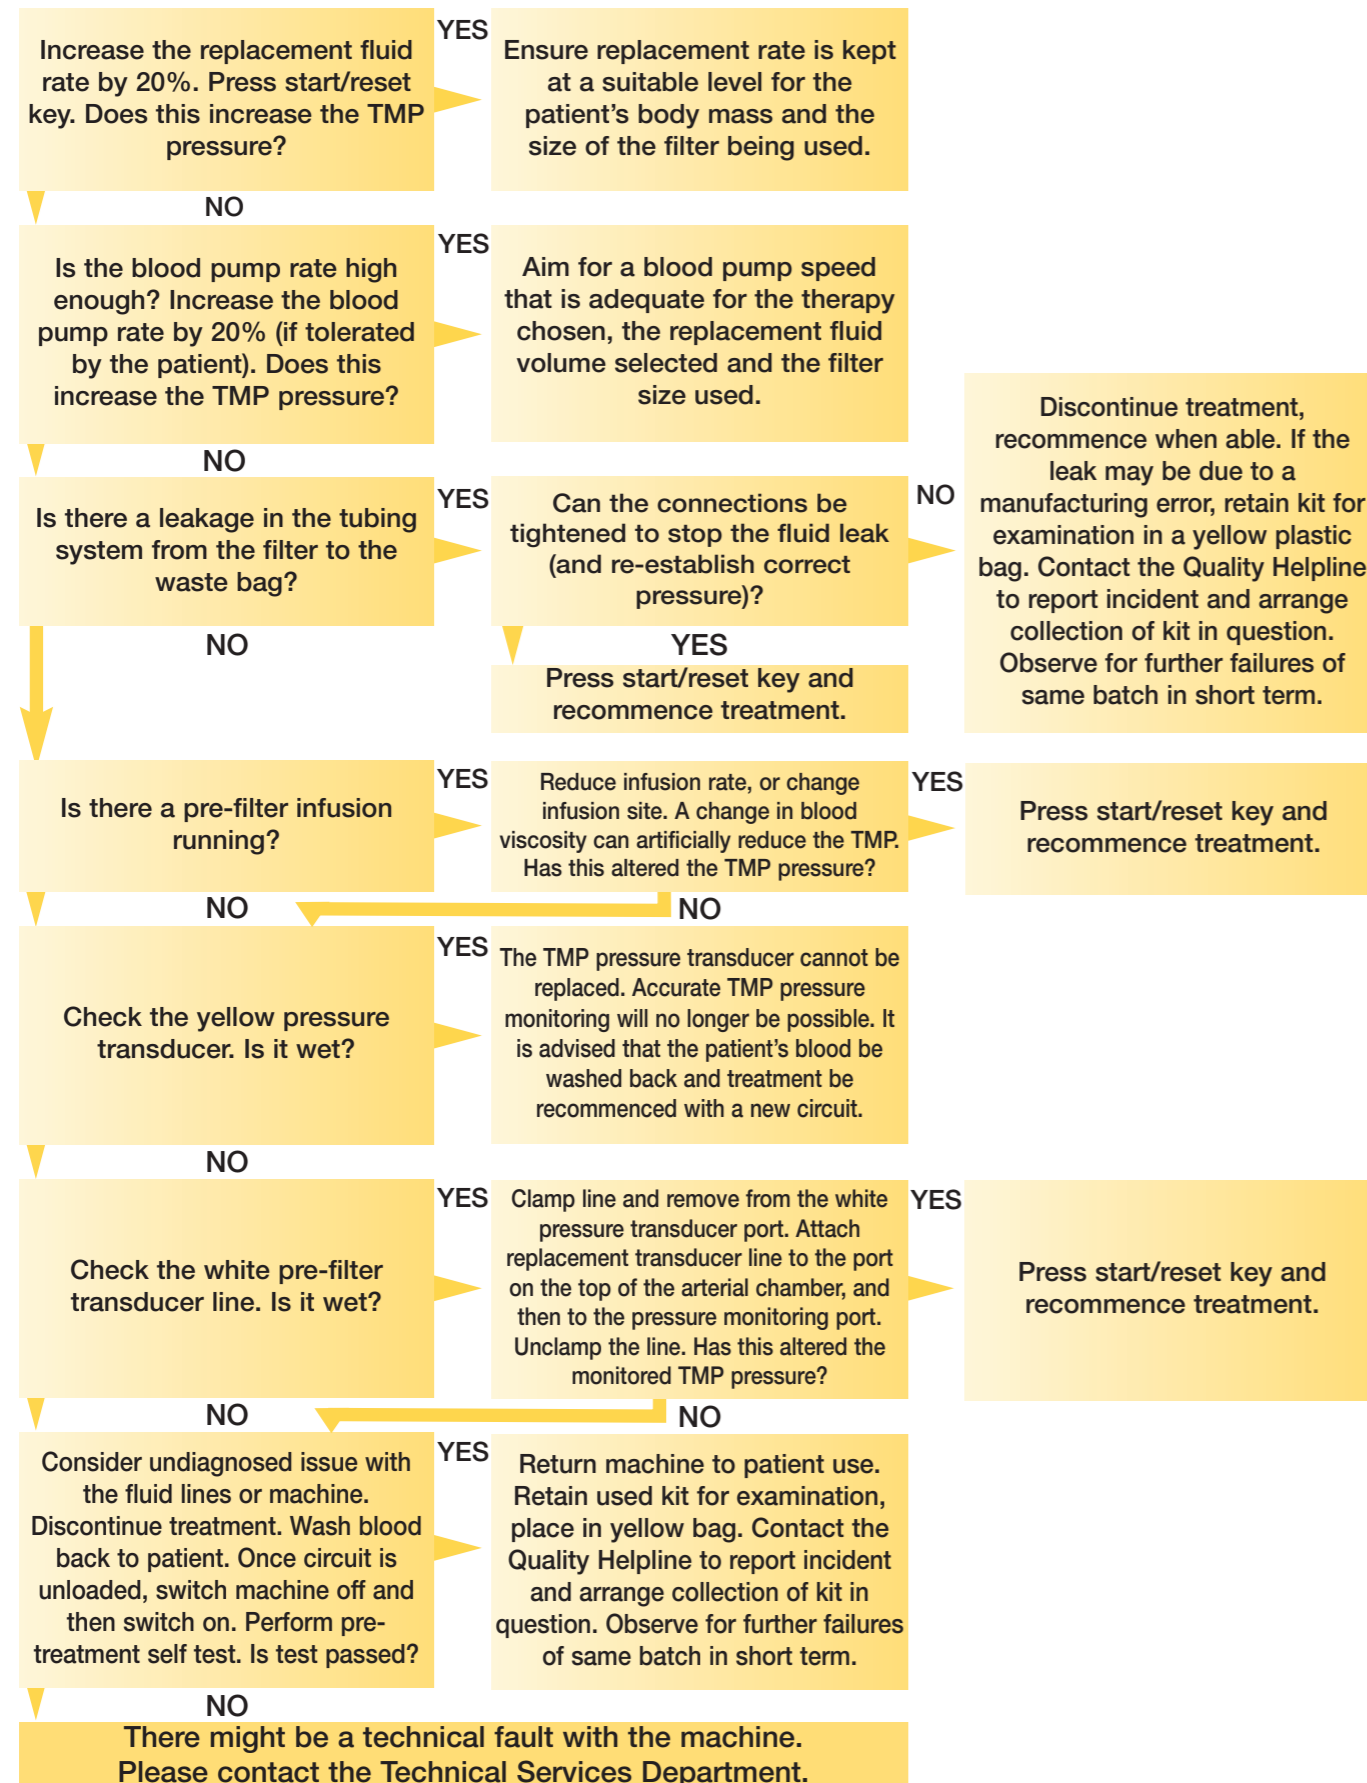 Increase the replacement fluid
rate by 20%. Press start/reset
key. Does this increase the TMP
pressure?
YES
Ensure replacement rate is kept
at a suitable level for the
patient’s body mass and the
size of the filter being used.
NO
Is the blood pump rate high
enough? Increase the blood
pump rate by 20% (if tolerated
by the patient). Does this
increase the TMP pressure?
YES
Aim for a blood pump speed
that is adequate for the therapy
chosen, the replacement fluid
volume selected and the filter
size used.
NO
Is there a leakage in the tubing
system from the filter to the
waste bag?
YES
Can the connections be
tightened to stop the fluid leak
(and re-establish correct
pressure)?
NO
Discontinue treatment,
recommence when able. If the
leak may be due to a
manufacturing error, retain kit for
examination in a yellow plastic
bag. Contact the Quality Helpline
to report incident and arrange
collection of kit in question.
Observe for further failures of
same batch in short term.
NO
YES
Press start/reset key and
recommence treatment.
Is there a pre-filter infusion
running?
YES
Reduce infusion rate, or change
infusion site. A change in blood
viscosity can artificially reduce the TMP.
Has this altered the TMP pressure?
YES
Press start/reset key and
recommence treatment.
NO
NO
Check the yellow pressure
transducer. Is it wet?
YES
The TMP pressure transducer cannot be
replaced. Accurate TMP pressure
monitoring will no longer be possible. It
is advised that the patient’s blood be
washed back and treatment be
recommenced with a new circuit.
NO
Check the white pre-filter
transducer line. Is it wet?
YES
Clamp line and remove from the white
pressure transducer port. Attach
replacement transducer line to the port
on the top of the arterial chamber, and
then to the pressure monitoring port.
Unclamp the line. Has this altered the
monitored TMP pressure?
YES
Press start/reset key and
recommence treatment.
NO
NO
Consider undiagnosed issue with
the fluid lines or machine.
Discontinue treatment. Wash blood
back to patient. Once circuit is
unloaded, switch machine off and
then switch on. Perform pre-
treatment self test. Is test passed?
YES
Return machine to patient use.
Retain used kit for examination,
place in yellow bag. Contact the
Quality Helpline to report incident
and arrange collection of kit in
question. Observe for further failures
of same batch in short term.
NO
There might be a technical fault with the machine.
Please contact the Technical Services Department.